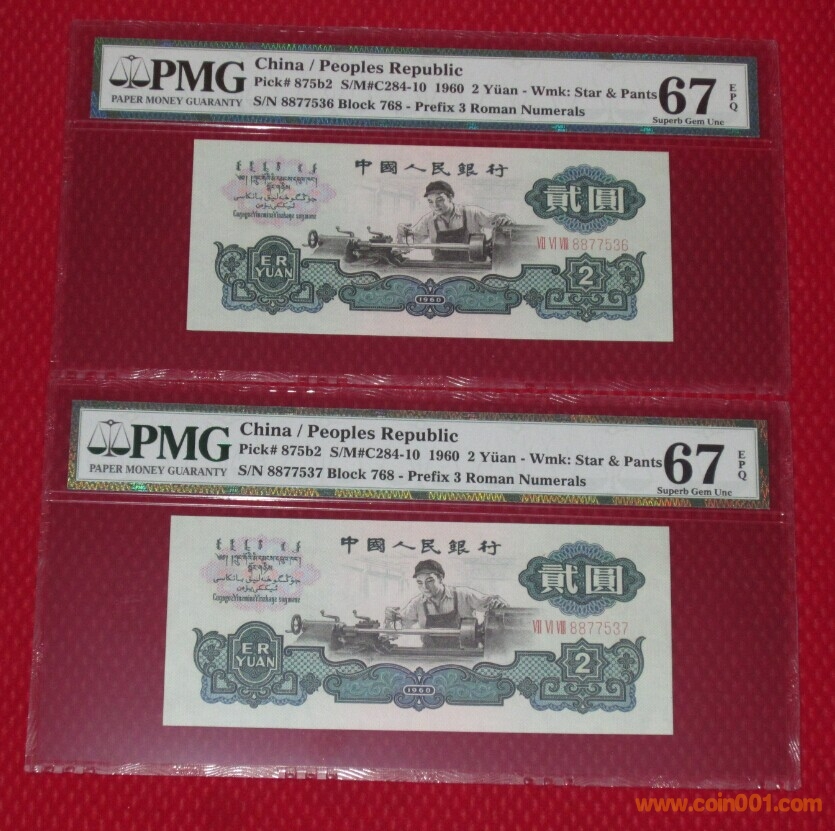 PMG
PAPER MONEY GUARANTY
China / Peoples Republic
Pick# 875b2 S/M#C284-10 1960 2 Yüan - Wmk: Star & Pants
S/N 8877536 Block 768 - Prefix 3 Roman Numerals
67
EPQ
Superb Gem Unc
中國人民銀行
貳圓
VII VI VIII 8877536
ER
YUAN
1960
2
PMG
PAPER MONEY GUARANTY
China / Peoples Republic
Pick# 875b2 S/M#C284-10 1960 2 Yüan - Wmk: Star & Pants
S/N 8877537 Block 768 - Prefix 3 Roman Numerals
67
EPQ
Superb Gem Unc
中國人民銀行
貳圓
VII VI VIII 8877537
ER
YUAN
1960
2
www.coin001.com